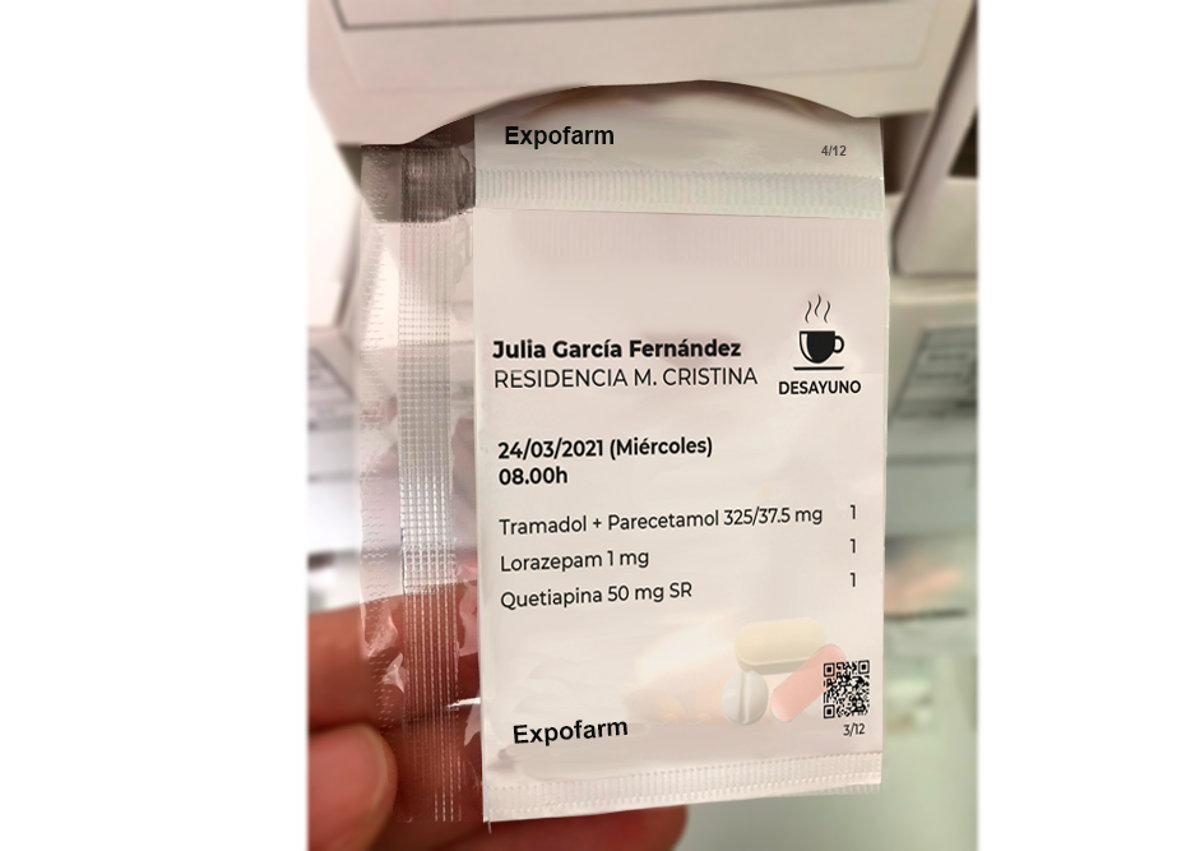 Expofarm
4/12
Julia García Fernández
RESIDENCIA M. CRISTINA
DESAYUNO
24/03/2021 (Miércoles)
08.00h
Tramadol + Parecetamol 325/37.5 mg 1
Lorazepam 1 mg 1
Quetiapina 50 mg SR 1
Expofarm
3/12